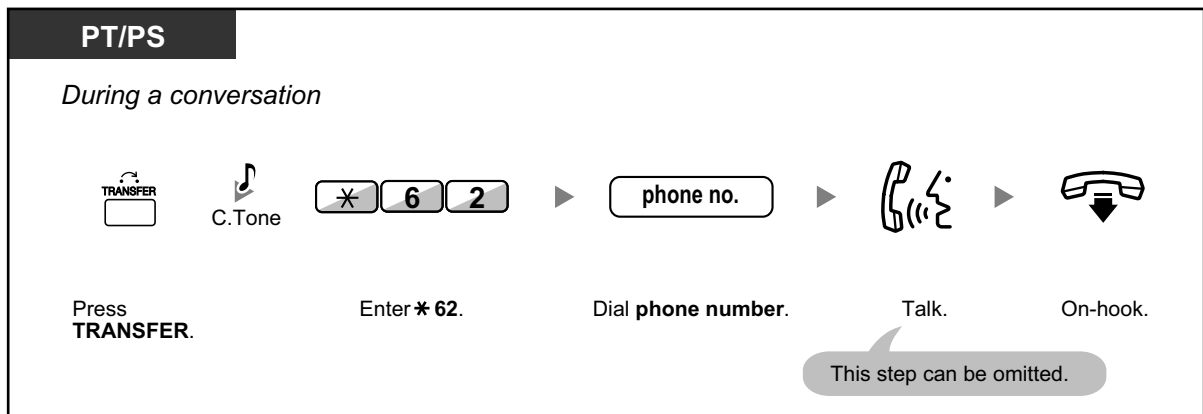 PT/PS
During a conversation
TRANSFER
C.Tone
* 6 2
phone no.
Press
TRANSFER.
Enter * 62.
Dial phone number.
Talk.
On-hook.
This step can be omitted.